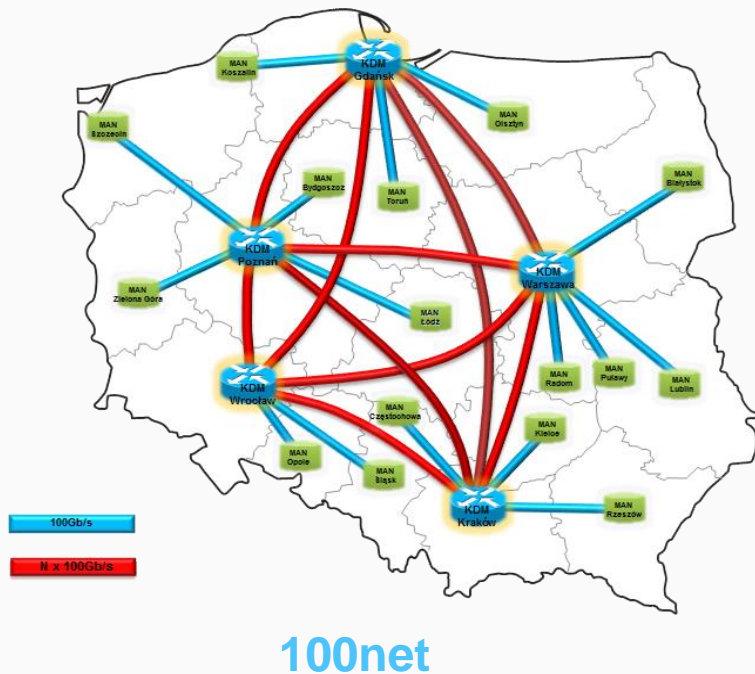 KDM
Gdańsk
MAN
Koszalin
MAN
Olsztyn
MAN
Szczecin
MAN
Bydgoszcz
MAN
Toruń
MAN
Białystok
KDM
Poznań
KDM
Warszawa
MAN
Zielona Góra
MAN
Łódź
MAN
Radom
MAN
Puławy
MAN
Lublin
KDM
Wrocław
MAN
Częstochowa
MAN
Kielce
MAN
Opole
MAN
Śląsk
KDM
Kraków
MAN
Rzeszów
100Gb/s
N x 100Gb/s
100net